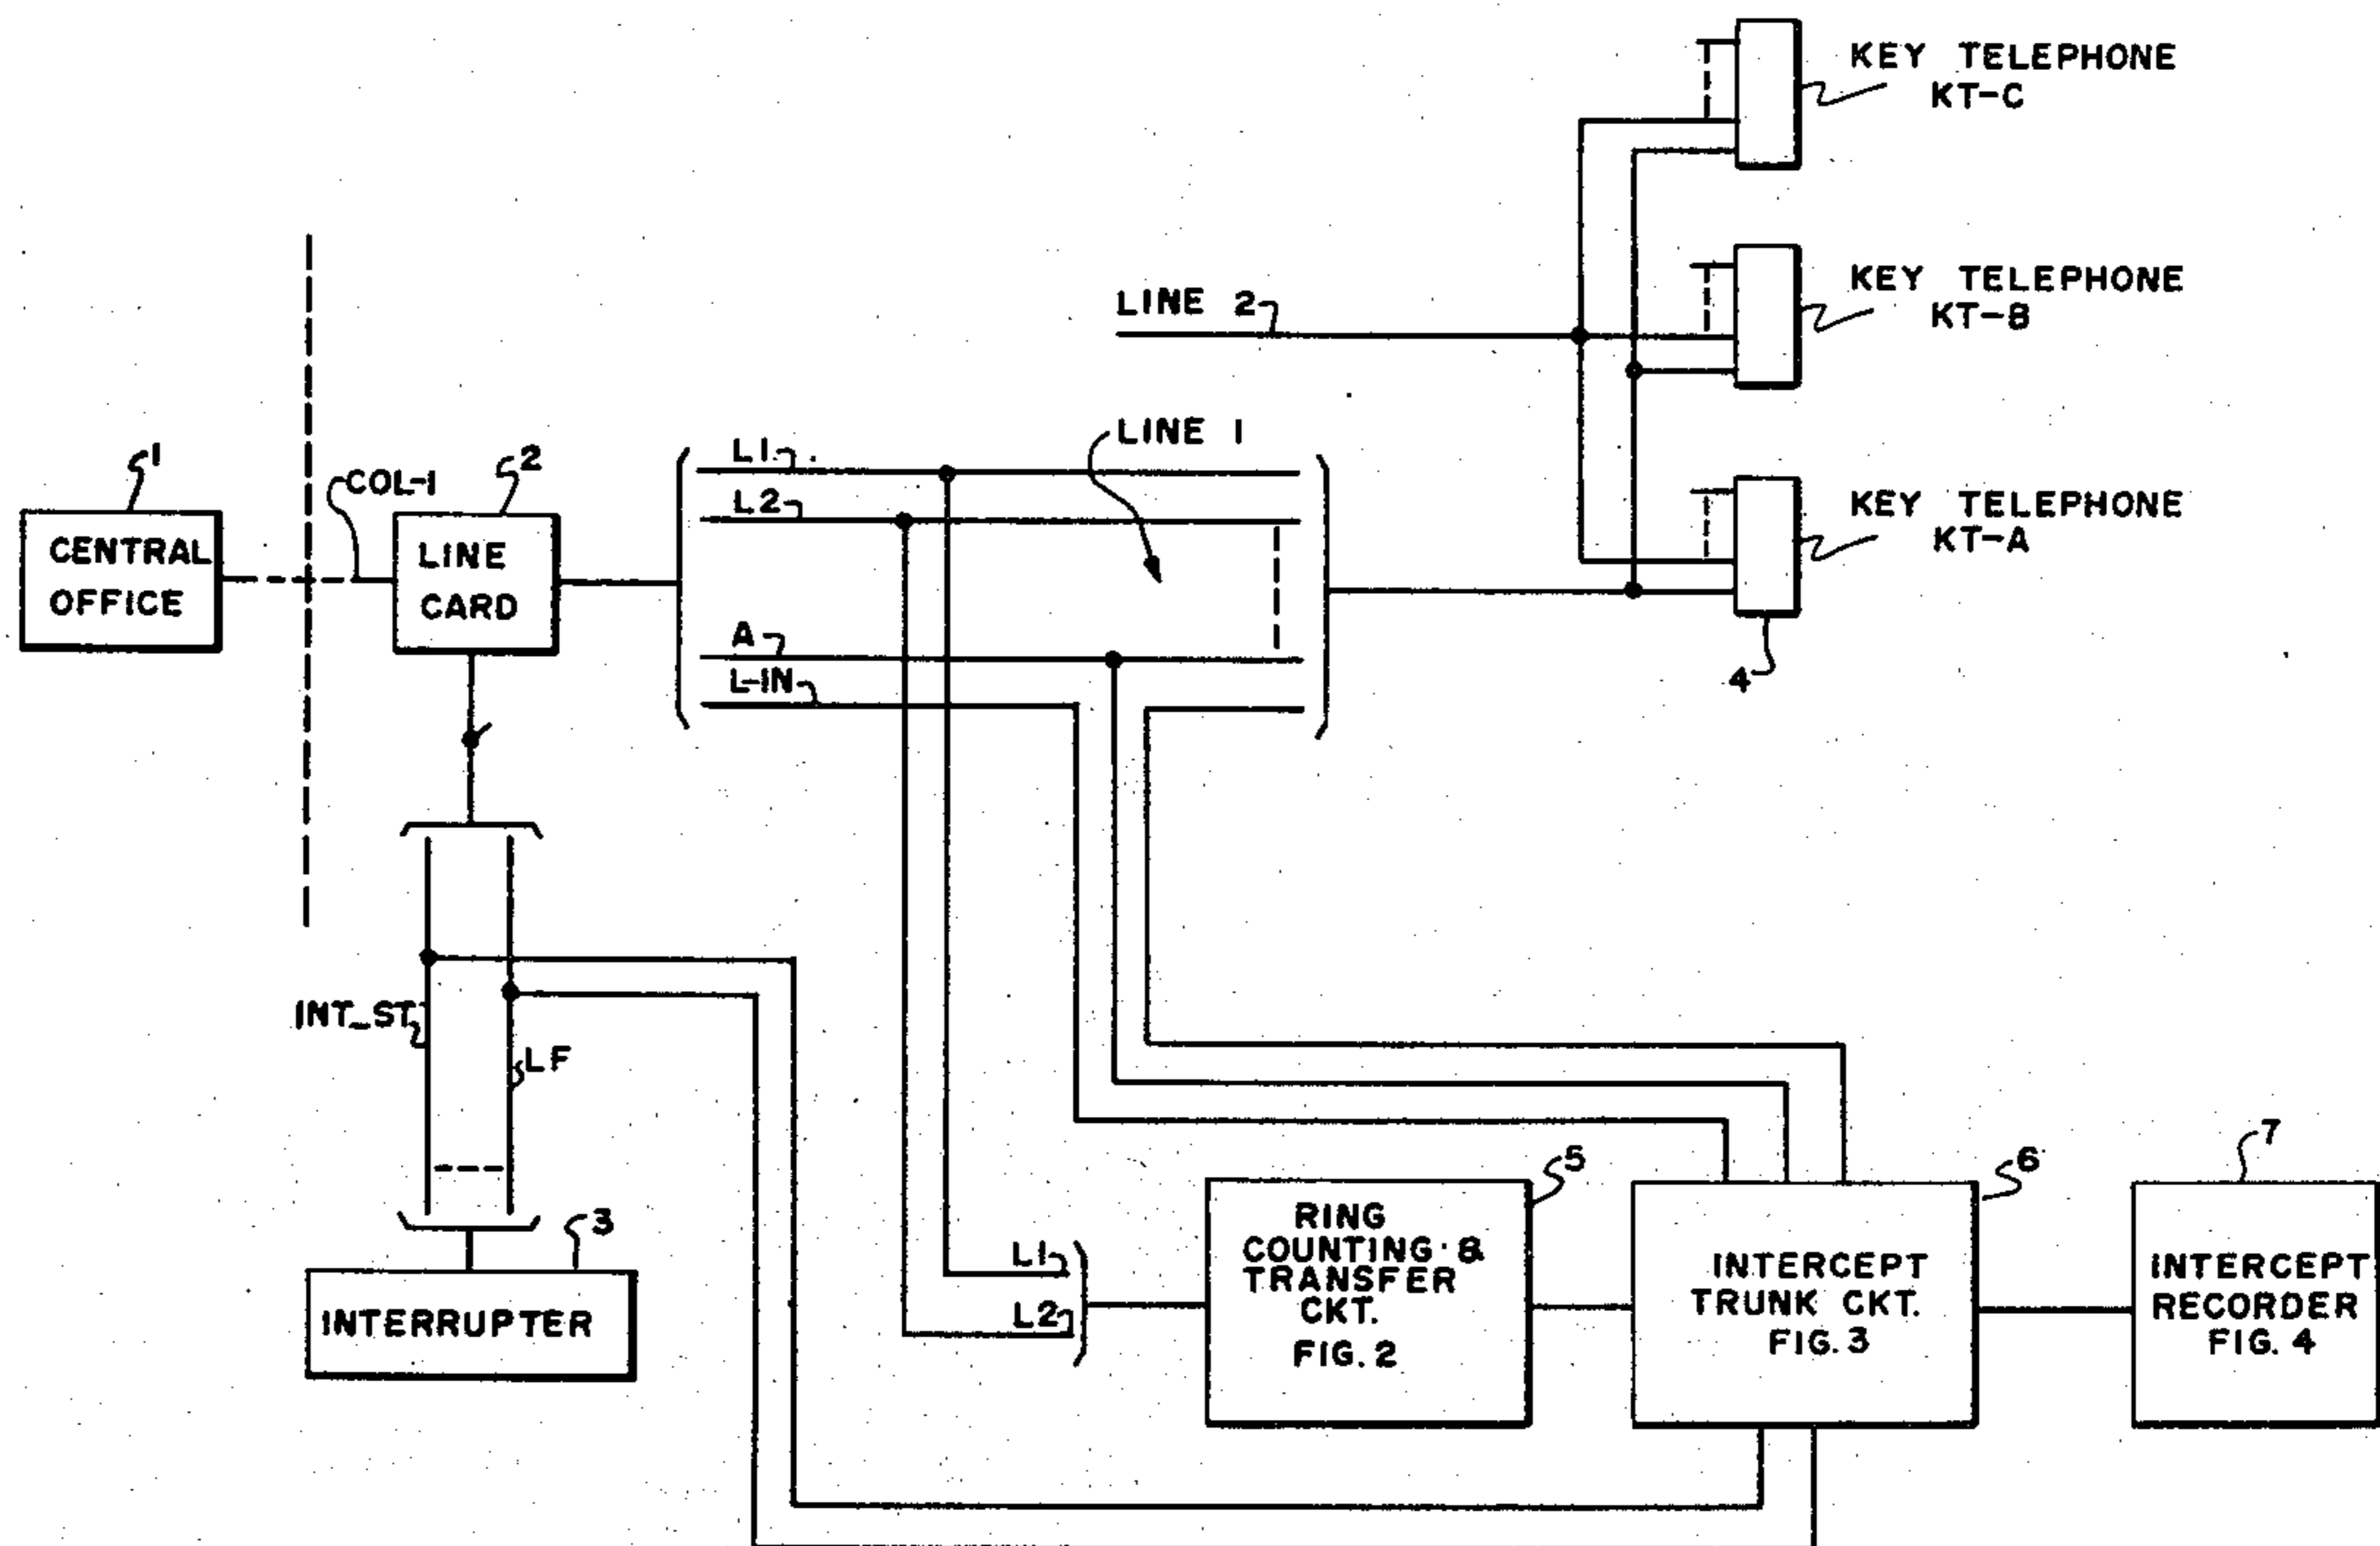 KEY TELEPHONE
KT-C
KEY TELEPHONE
KT-B
LINE 2
LINE 1
KEY TELEPHONE
KT-A
4
1
COL-1
2
L1
L2
CENTRAL
OFFICE
LINE
CARD
A
L-IN
INT_ST
LF
3
INTERRUPTER
L1
L2
5
RING
COUNTING &
TRANSFER
CKT.
FIG. 2
6
INTERCEPT
TRUNK CKT.
FIG. 3
7
INTERCEPT
RECORDER
FIG. 4